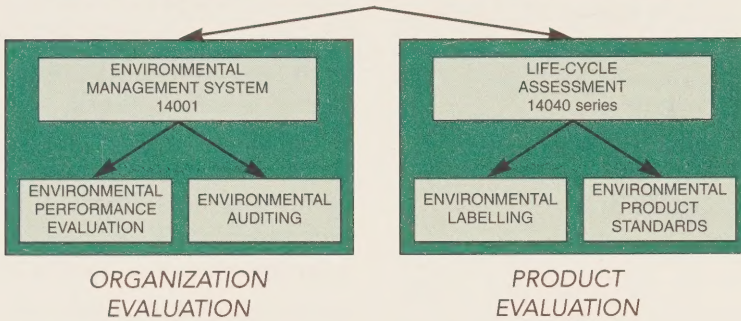 ENVIRONMENTAL
MANAGEMENT SYSTEM
14001
ENVIRONMENTAL
PERFORMANCE
EVALUATION
ENVIRONMENTAL
AUDITING
ORGANIZATION
EVALUATION
LIFE-CYCLE
ASSESSMENT
14040 series
ENVIRONMENTAL
LABELLING
ENVIRONMENTAL
PRODUCT
STANDARDS
PRODUCT
EVALUATION